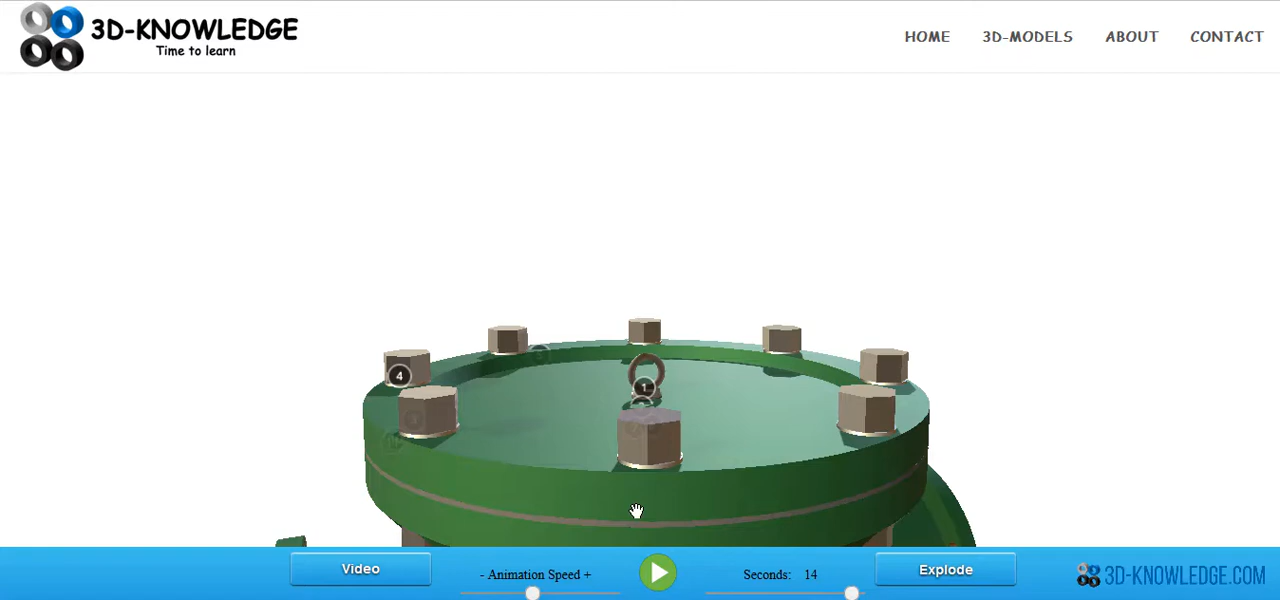 3D-KNOWLEDGE
Time to learn
HOME 3D-MODELS ABOUT CONTACT
4
1
Video
- Animation Speed +
Seconds: 14
Explode
3D-KNOWLEDGE.COM